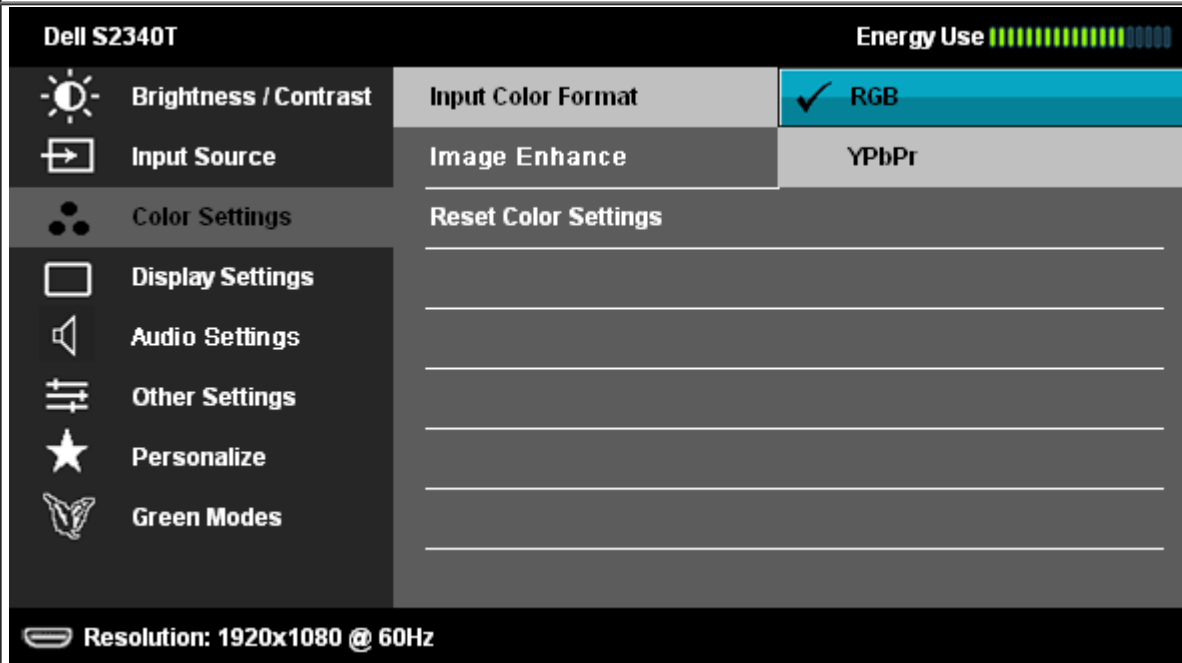 Dell S2340T Energy Use
Brightness / Contrast Input Color Format RGB
Input Source Image Enhance YPbPr
Color Settings Reset Color Settings
Display Settings
Audio Settings
Other Settings
Personalize
Green Modes
Resolution: 1920x1080 @ 60Hz